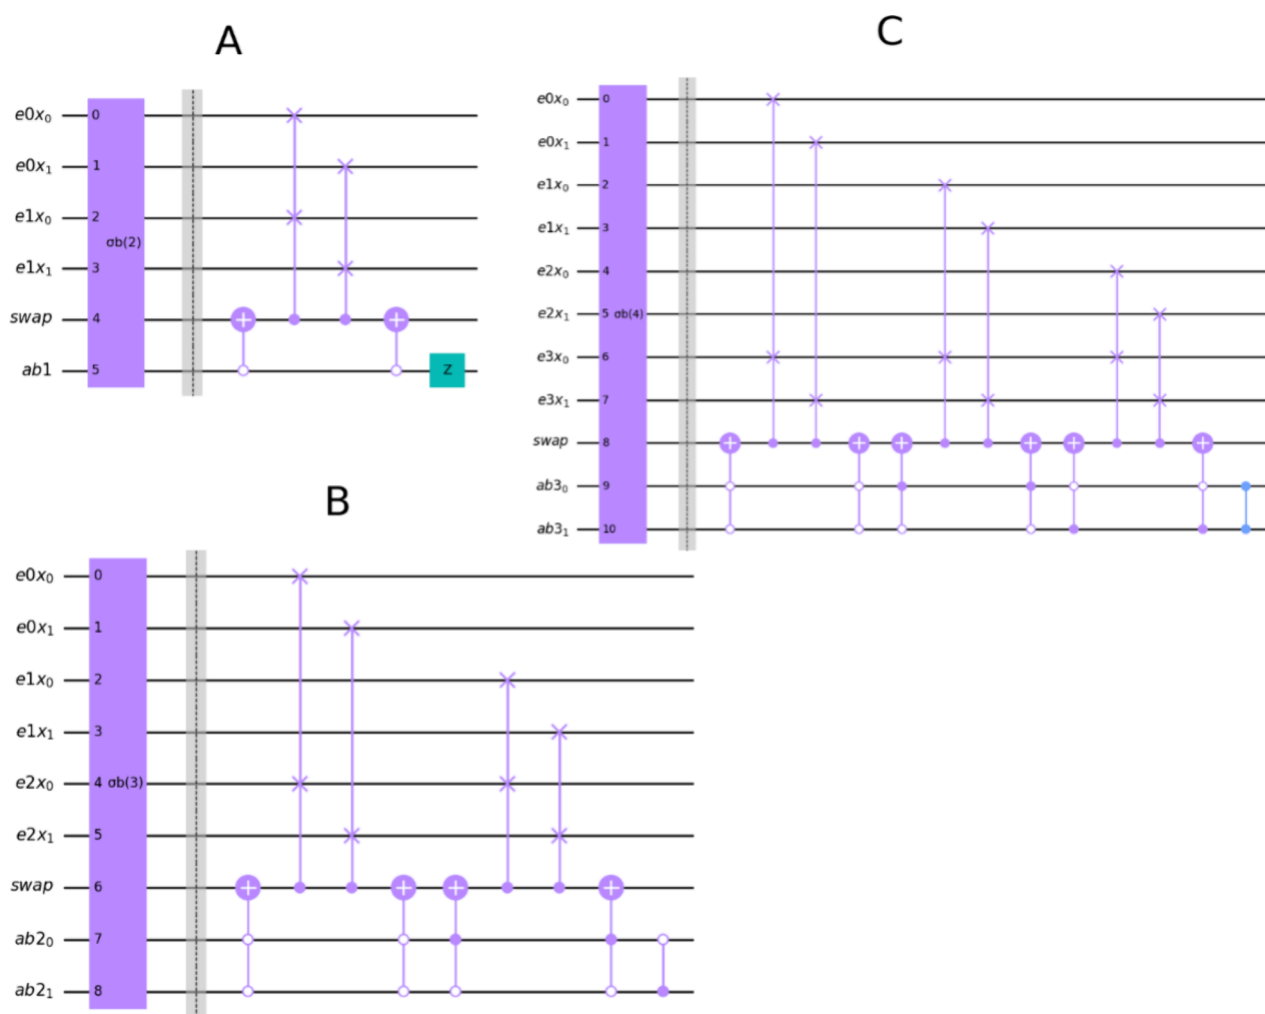 A
e0x₀ 0
e0x₁ 1
e1x₀ 2
σb(2)
e1x₁ 3
swap 4
ab1 5 Z
C
e0x₀ 0
e0x₁ 1
e1x₀ 2
e1x₁ 3
e2x₀ 4
e2x₁ 5 σb(4)
e3x₀ 6
e3x₁ 7
swap 8
ab3₀ 9
ab3₁ 10
B
e0x₀ 0
e0x₁ 1
e1x₀ 2
e1x₁ 3
e2x₀ 4 σb(3)
e2x₁ 5
swap 6
ab2₀ 7
ab2₁ 8